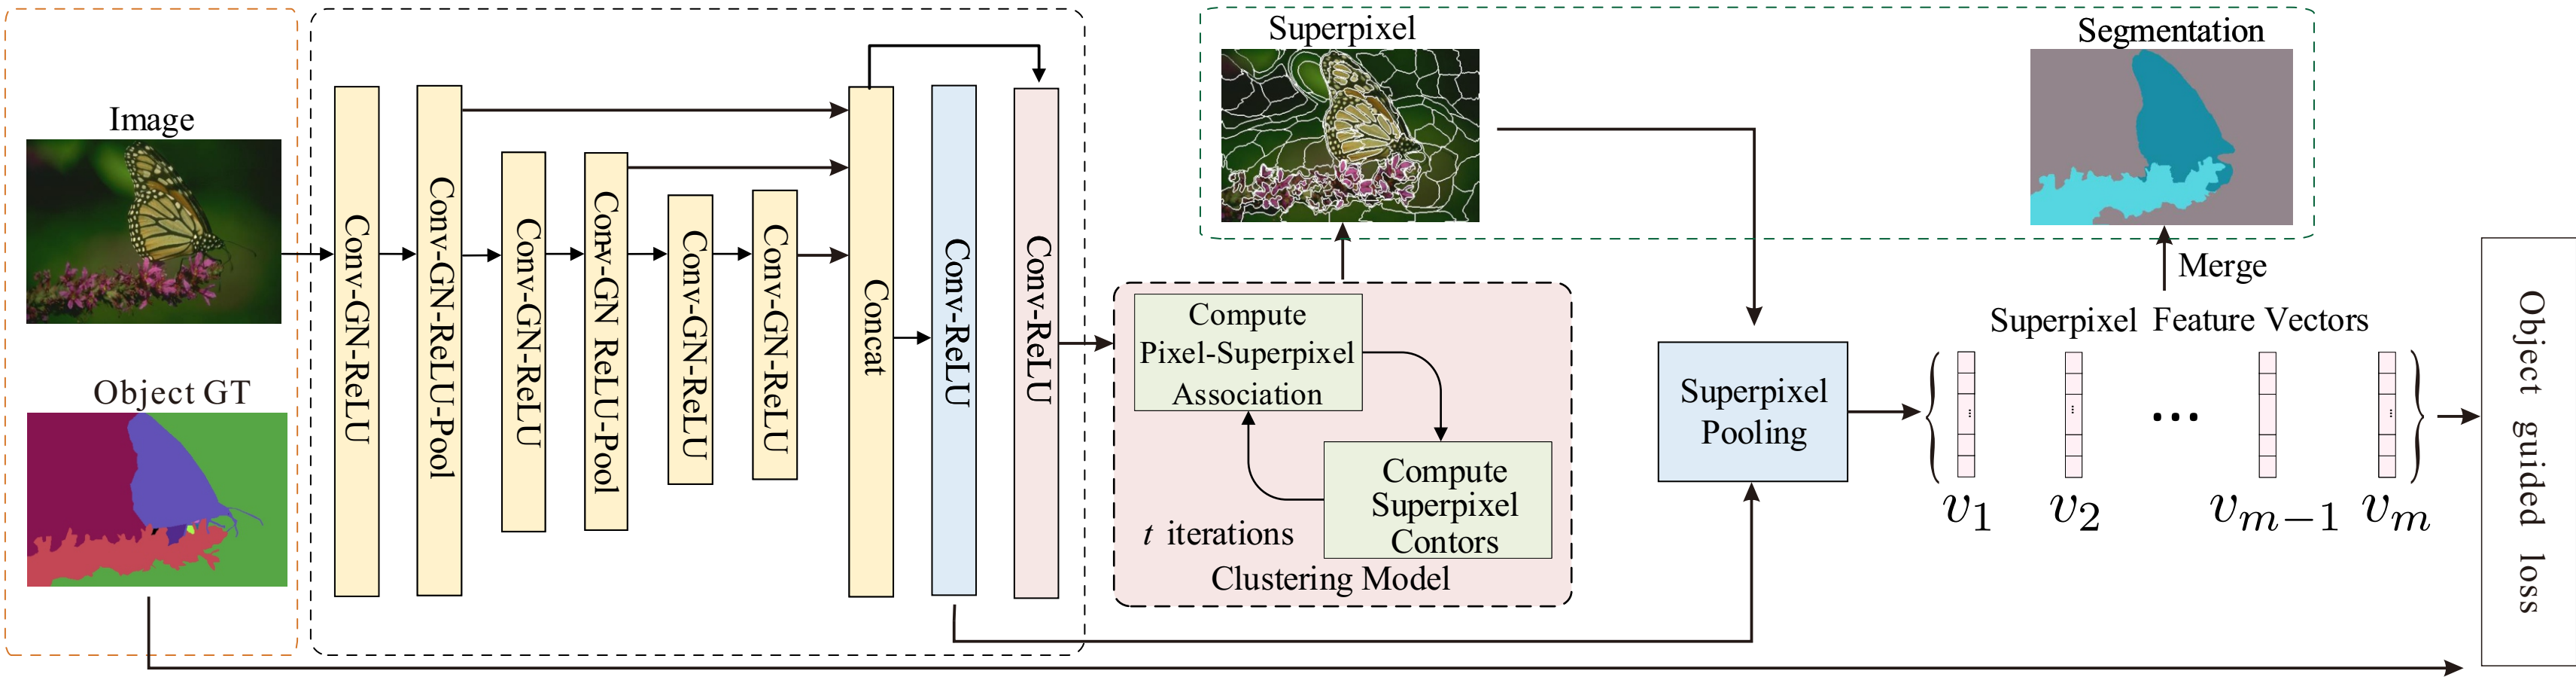 Image
Object GT
Conv-GN-ReLU
Conv-GN-ReLU-Pool
Conv-GN-ReLU
Conv-GN ReLU-Pool
Conv-GN-ReLU
Conv-GN-ReLU
Concat
Conv-ReLU
Conv-ReLU
Superpixel
Segmentation
Compute
Pixel-Superpixel
Association
Compute
Superpixel
Contors
t iterations
Clustering Model
Superpixel
Pooling
Merge
Superpixel Feature Vectors
... ... ... ...
v1 v2 vm−1 vm
Object guided loss